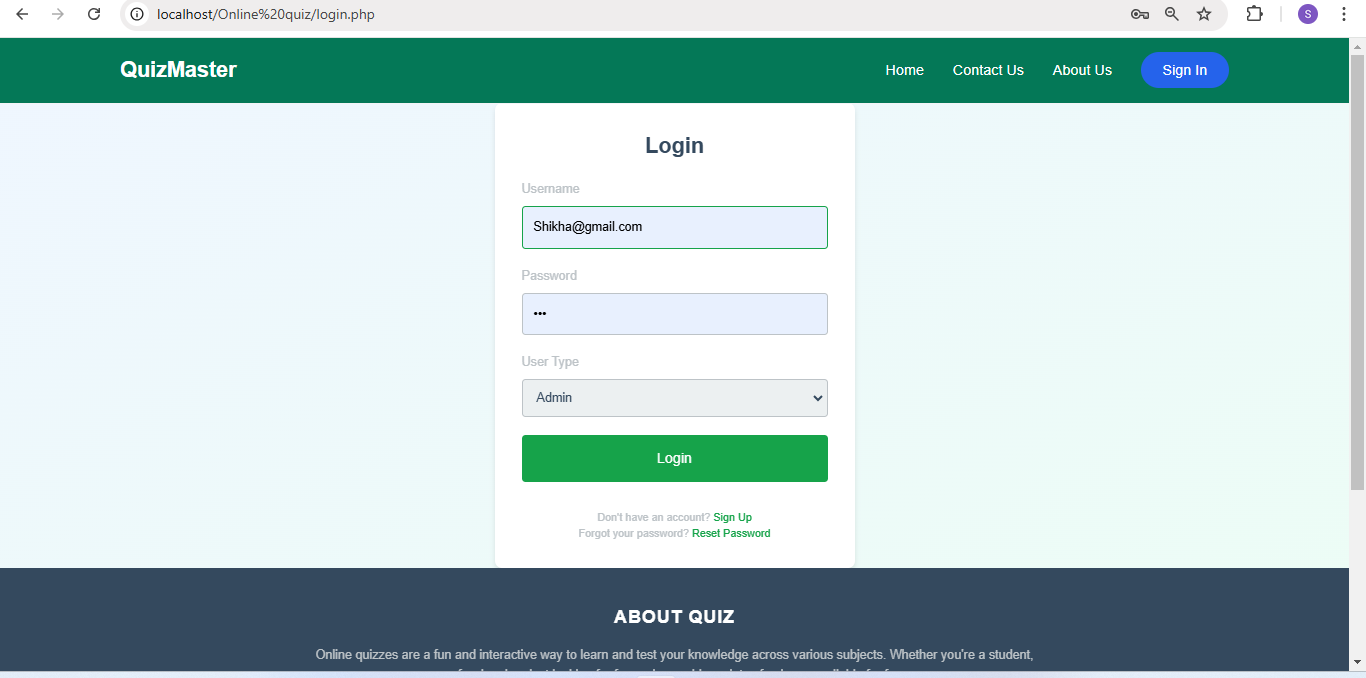 localhost/Online%20quiz/login.php
S
QuizMaster
Home Contact Us About Us Sign In
Login
Username
Shikha@gmail.com
Password
•••
User Type
Admin
Login
Don't have an account? Sign Up
Forgot your password? Reset Password
ABOUT QUIZ
Online quizzes are a fun and interactive way to learn and test your knowledge across various subjects. Whether you're a student,